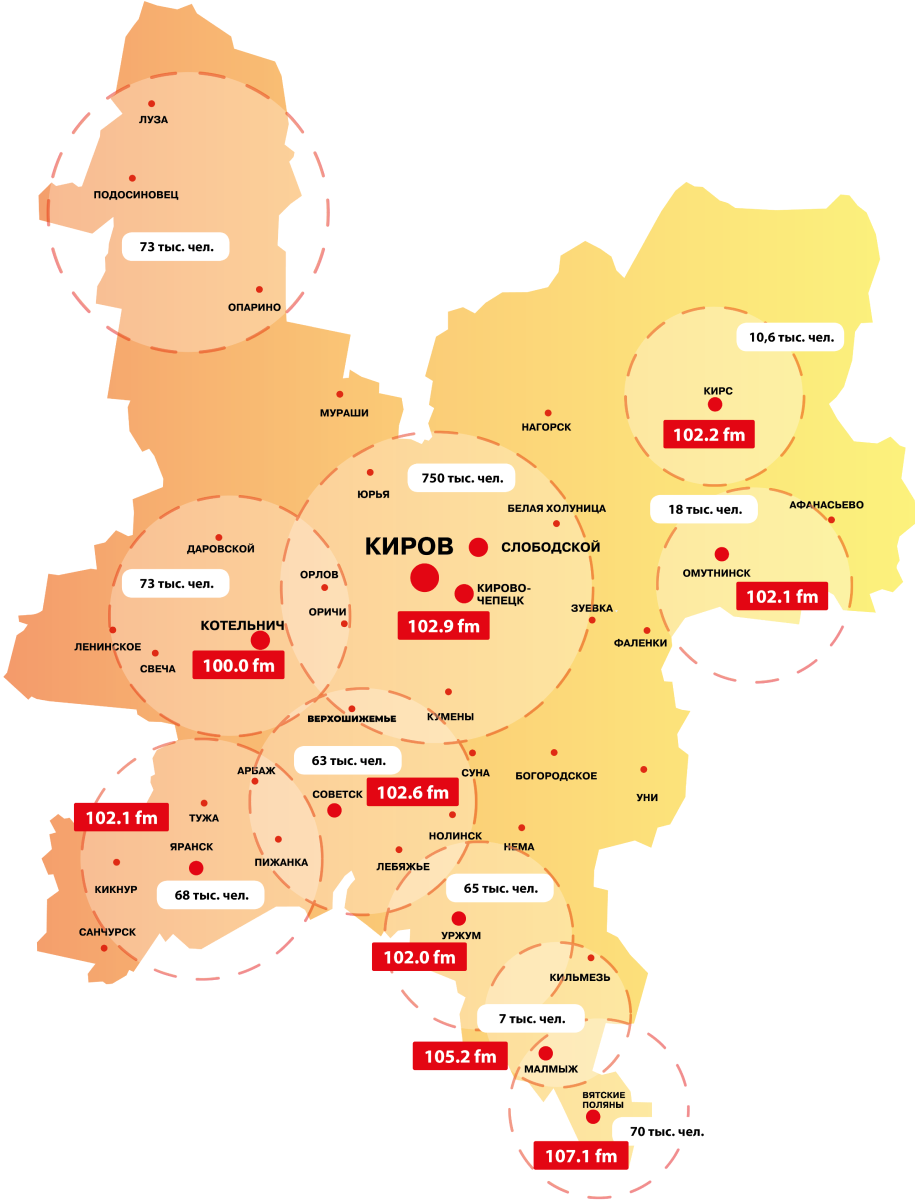 ЛУЗА
ПОДОСИНОВЕЦ
73 тыс. чел.
ОПАРИНО
10,6 тыс. чел.
КИРС
МУРАШИ
НАГОРСК
102.2 fm
750 тыс. чел.
ЮРЬЯ
БЕЛАЯ ХОЛУНИЦА
18 тыс. чел.
АФАНАСЬЕВО
ДАРОВСКОЙ
КИРОВ
СЛОБОДСКОЙ
ОМУТНИНСК
73 тыс. чел.
ОРЛОВ
КИРОВО-
ЧЕПЕЦК
102.1 fm
ОРИЧИ
ЗУЕВКА
КОТЕЛЬНИЧ
102.9 fm
ФАЛЕНКИ
ЛЕНИНСКОЕ
СВЕЧА
100.0 fm
ВЕРХОШИЖЕМЬЕ
КУМЕНЫ
63 тыс. чел.
АРБАЖ
СУНА
БОГОРОДСКОЕ
СОВЕТСК
102.6 fm
УНИ
102.1 fm
ТУЖА
НОЛИНСК
НЕМА
ЯРАНСК
ПИЖАНКА
ЛЕБЯЖЬЕ
КИКНУР
68 тыс. чел.
65 тыс. чел.
САНЧУРСК
УРЖУМ
102.0 fm
КИЛЬМЕЗЬ
7 тыс. чел.
105.2 fm
МАЛМЫЖ
ВЯТСКИЕ
ПОЛЯНЫ
70 тыс. чел.
107.1 fm